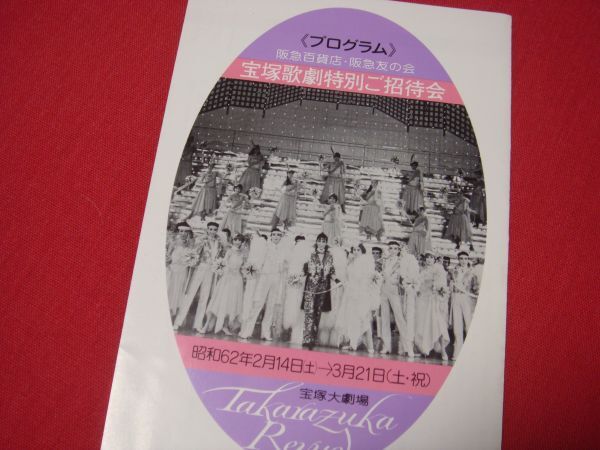 《プログラム》
阪急百貨店・阪急友の会
宝塚歌劇特別ご招待会
昭和62年2月14日(土)→3月21日(土・祝)
宝塚大劇場
Takarazuka
Revue